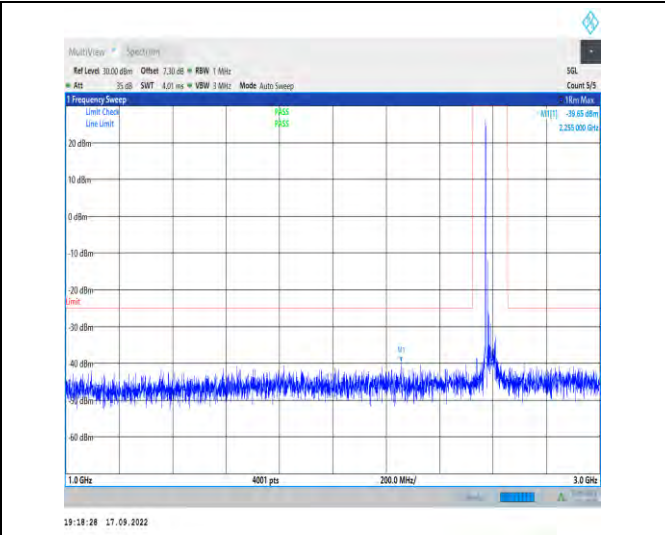 MultiView Spectrum
Ref Level 30.00 dBm Offset 7.30 dB RBW 1 MHz SGL
Att 35 dB SWT 4.01 ms VBW 3 MHz Mode Auto Sweep Count 5/5
1 Frequency Sweep 1Rm Max
Limit Check PASS M1[1] -39.65 dBm
Line Limit PASS 2.255 000 GHz
20 dBm
10 dBm
0 dBm
-10 dBm
-20 dBm
Limit
-30 dBm
M1
-40 dBm
-50 dBm
-60 dBm
1.0 GHz 4001 pts 200.0 MHz/ 3.0 GHz
19:18:28 17.09.2022